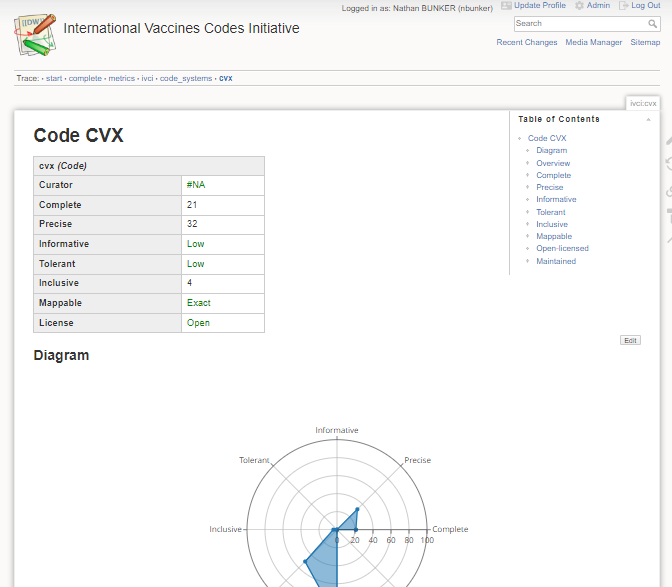 Logged in as: Nathan BUNKER (nbunker) Update Profile Admin Log Out
International Vaccines Codes Initiative
Search
Recent Changes Media Manager Sitemap
Trace: • start • complete • metrics • ivci • code_systems • cvx
ivci:cvx
Table of Contents
Code CVX
Diagram
Overview
Complete
Precise
Informative
Tolerant
Inclusive
Mappable
Open-licensed
Maintained
Code CVX
cvx (Code)
Curator #NA
Complete 21
Precise 32
Informative Low
Tolerant Low
Inclusive 4
Mappable Exact
License Open
Edit
Diagram
Informative
Tolerant Precise
Inclusive Complete
0 20 40 60 80 100